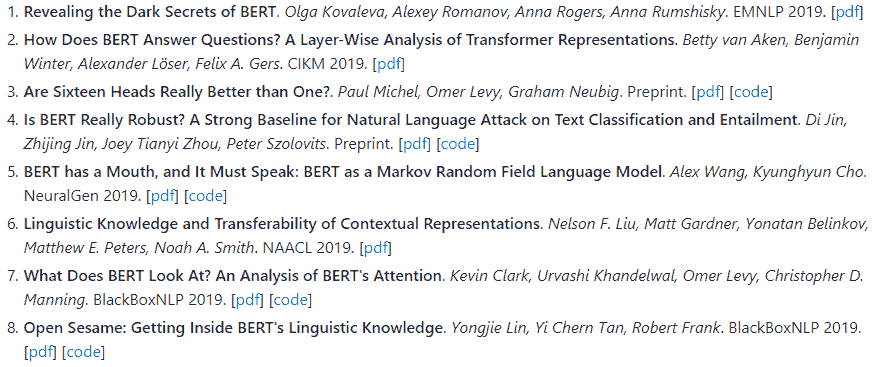 1. Revealing the Dark Secrets of BERT. Olga Kovaleva, Alexey Romanov, Anna Rogers, Anna Rumshisky. EMNLP 2019. [pdf]
2. How Does BERT Answer Questions? A Layer-Wise Analysis of Transformer Representations. Betty van Aken, Benjamin
Winter, Alexander Löser, Felix A. Gers. CIKM 2019. [pdf]
3. Are Sixteen Heads Really Better than One?. Paul Michel, Omer Levy, Graham Neubig. Preprint. [pdf] [code]
4. Is BERT Really Robust? A Strong Baseline for Natural Language Attack on Text Classification and Entailment. Di Jin,
Zhijing Jin, Joey Tianyi Zhou, Peter Szolovits. Preprint. [pdf] [code]
5. BERT has a Mouth, and It Must Speak: BERT as a Markov Random Field Language Model. Alex Wang, Kyunghyun Cho.
NeuralGen 2019. [pdf] [code]
6. Linguistic Knowledge and Transferability of Contextual Representations. Nelson F. Liu, Matt Gardner, Yonatan Belinkov,
Matthew E. Peters, Noah A. Smith. NAACL 2019. [pdf]
7. What Does BERT Look At? An Analysis of BERT's Attention. Kevin Clark, Urvashi Khandelwal, Omer Levy, Christopher D.
Manning. BlackBoxNLP 2019. [pdf] [code]
8. Open Sesame: Getting Inside BERT's Linguistic Knowledge. Yongjie Lin, Yi Chern Tan, Robert Frank. BlackBoxNLP 2019.
[pdf] [code]